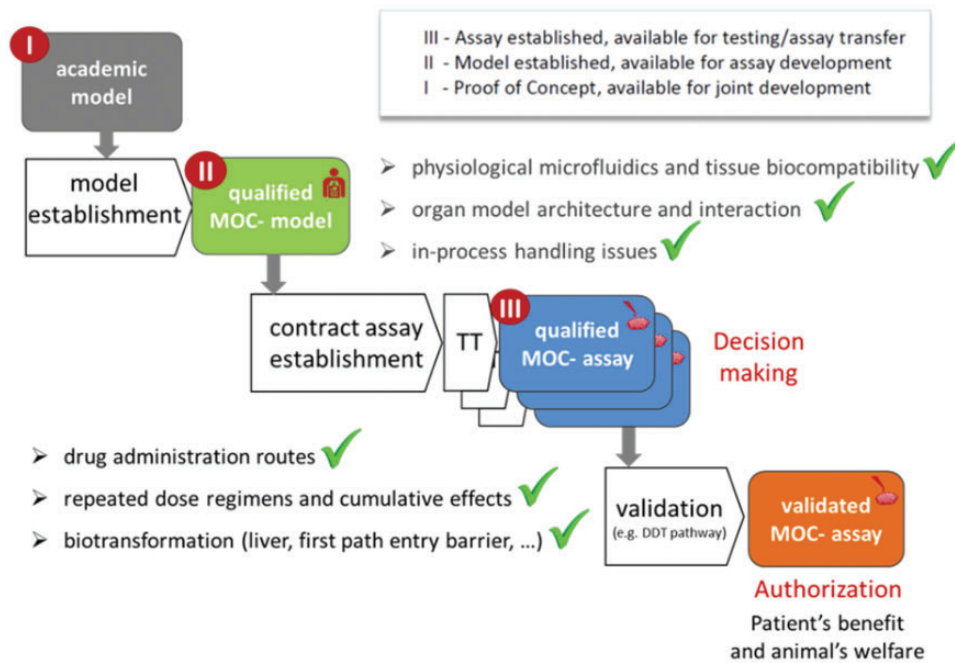 I
academic
model
III - Assay established, available for testing/assay transfer
II - Model established, available for assay development
I - Proof of Concept, available for joint development
model
establishment
II
qualified
MOC- model
➢ physiological microfluidics and tissue biocompatibility
➢ organ model architecture and interaction
➢ in-process handling issues
contract assay
establishment
TT
III
qualified
MOC- assay
Decision
making
➢ drug administration routes
➢ repeated dose regimens and cumulative effects
➢ biotransformation (liver, first path entry barrier, ...)
validation
(e.g. DDT pathway)
validated
MOC- assay
Authorization
Patient's benefit
and animal's welfare